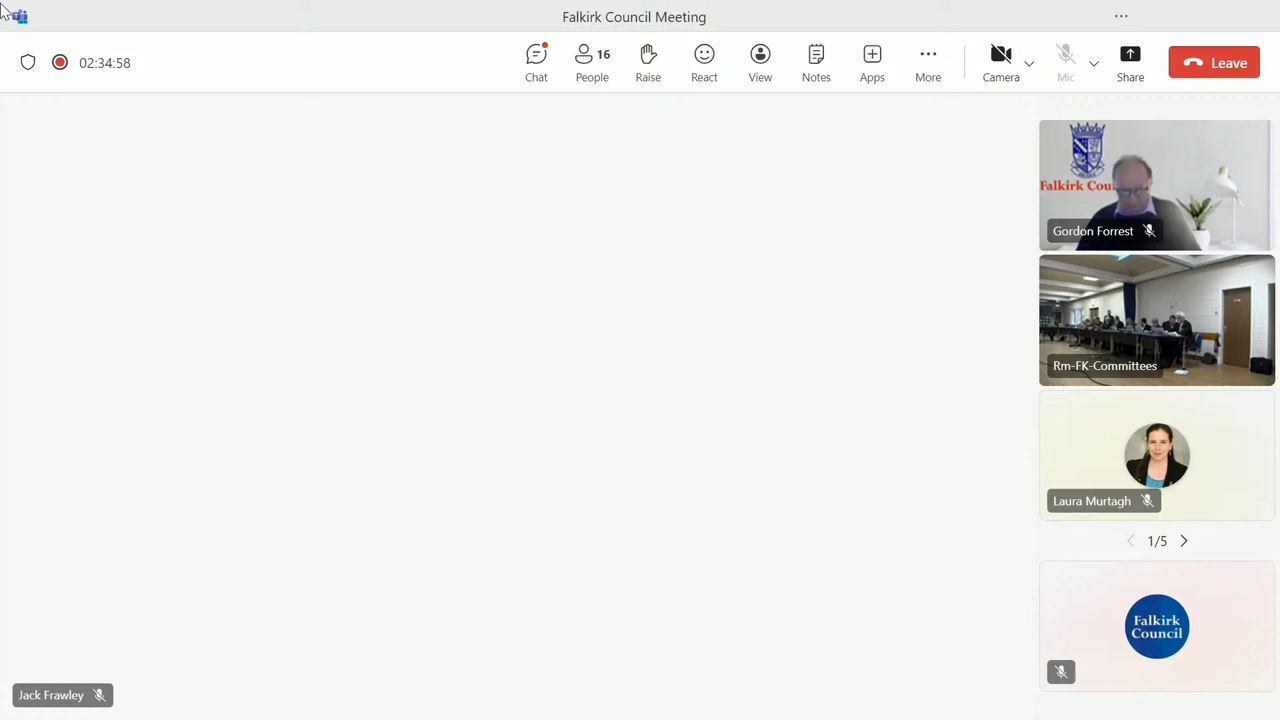 Falkirk Council Meeting
02:34:58
Chat
People
16
Raise
React
View
Notes
Apps
More
Camera
Mic
Share
Leave
Falkirk Cou
Gordon Forrest
Rm-FK-Committees
Laura Murtagh
1/5
Falkirk
Council
Jack Frawley